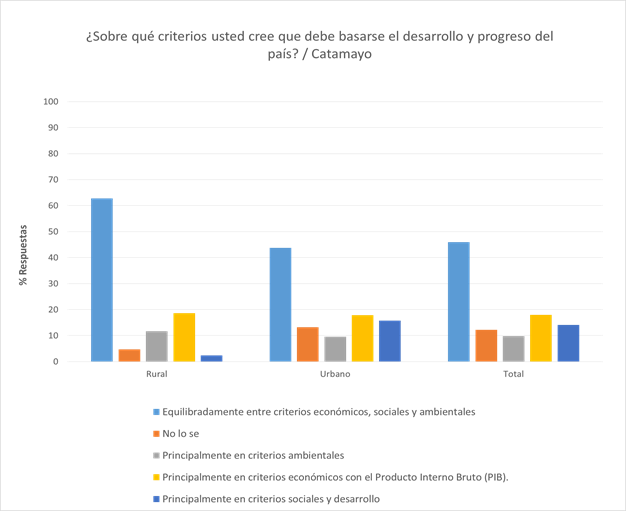 ¿Sobre qué criterios usted cree que debe basarse el desarrollo y progreso del
país? / Catamayo
100
90
80
70
60
50
40
30
20
10
0
% Respuestas
Rural
Urbano
Total
Equilibradamente entre criterios económicos, sociales y ambientales
No lo se
Principalmente en criterios ambientales
Principalmente en criterios económicos con el Producto Interno Bruto (PIB).
Principalmente en criterios sociales y desarrollo